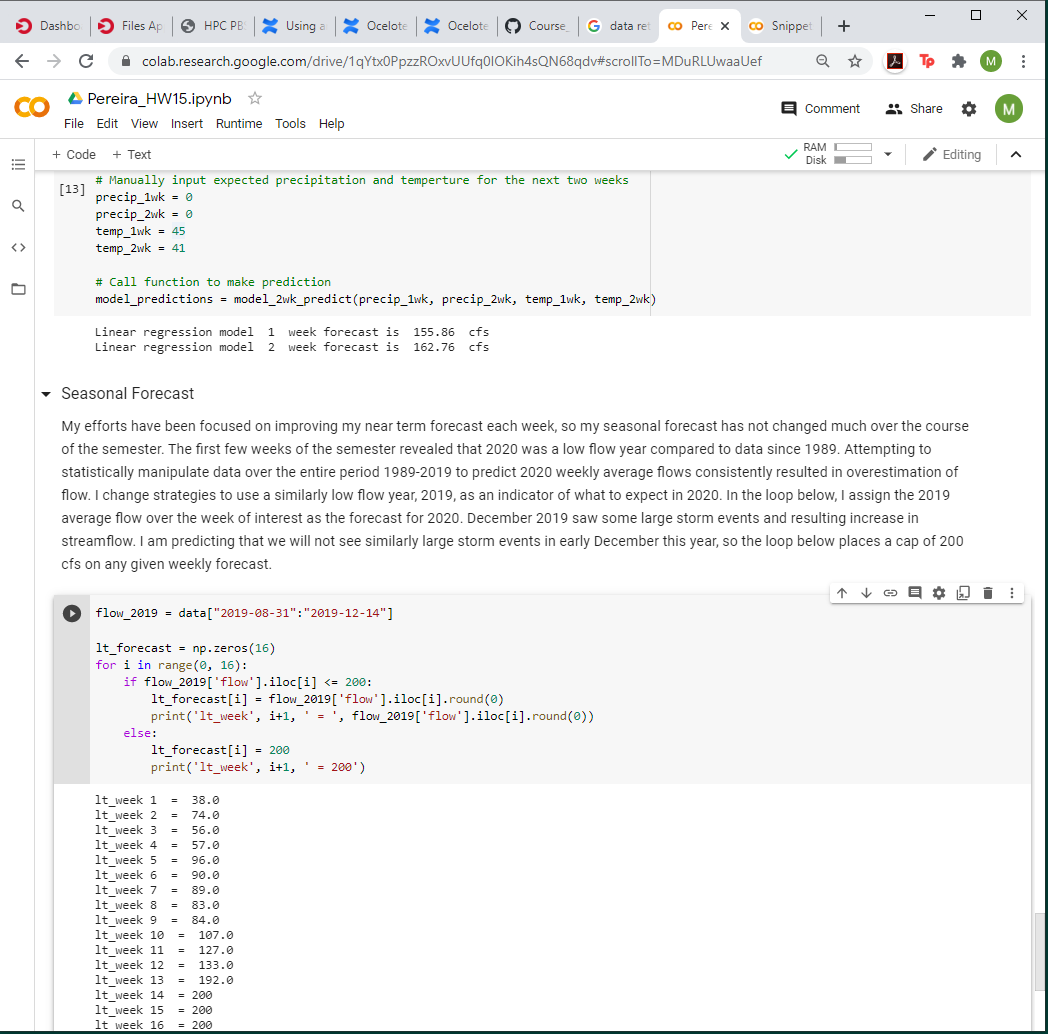 Dashbo
Files Ap
HPC PB
Using a
Ocelote
Ocelote
Course_
data ret
Pere
Snippet
colab.research.google.com/drive/1qYtx0PpzzROxvUUfq0lOKih4sQN68qdv#scrollTo=MDuRLUwaaUef
Tp
M
Pereira_HW15.ipynb
File Edit View Insert Runtime Tools Help
Comment
Share
M
+ Code + Text
RAM
Disk
Editing
[13]
# Manually input expected precipitation and temperture for the next two weeks
precip_1wk = 0
precip_2wk = 0
temp_1wk = 45
temp_2wk = 41
# Call function to make prediction
model_predictions = model_2wk_predict(precip_1wk, precip_2wk, temp_1wk, temp_2wk)
Linear regression model  1  week forecast is  155.86  cfs
Linear regression model  2  week forecast is  162.76  cfs
Seasonal Forecast
My efforts have been focused on improving my near term forecast each week, so my seasonal forecast has not changed much over the course
of the semester. The first few weeks of the semester revealed that 2020 was a low flow year compared to data since 1989. Attempting to
statistically manipulate data over the entire period 1989-2019 to predict 2020 weekly average flows consistently resulted in overestimation of
flow. I change strategies to use a similarly low flow year, 2019, as an indicator of what to expect in 2020. In the loop below, I assign the 2019
average flow over the week of interest as the forecast for 2020. December 2019 saw some large storm events and resulting increase in
streamflow. I am predicting that we will not see similarly large storm events in early December this year, so the loop below places a cap of 200
cfs on any given weekly forecast.
flow_2019 = data["2019-08-31":"2019-12-14"]
lt_forecast = np.zeros(16)
for i in range(0, 16):
    if flow_2019['flow'].iloc[i] <= 200:
        lt_forecast[i] = flow_2019['flow'].iloc[i].round(0)
        print('lt_week', i+1, ' = ', flow_2019['flow'].iloc[i].round(0))
    else:
        lt_forecast[i] = 200
        print('lt_week', i+1, ' = 200')
lt_week 1  =  38.0
lt_week 2  =  74.0
lt_week 3  =  56.0
lt_week 4  =  57.0
lt_week 5  =  96.0
lt_week 6  =  90.0
lt_week 7  =  89.0
lt_week 8  =  83.0
lt_week 9  =  84.0
lt_week 10  =  107.0
lt_week 11  =  127.0
lt_week 12  =  133.0
lt_week 13  =  192.0
lt_week 14  = 200
lt_week 15  = 200
lt_week 16  = 200